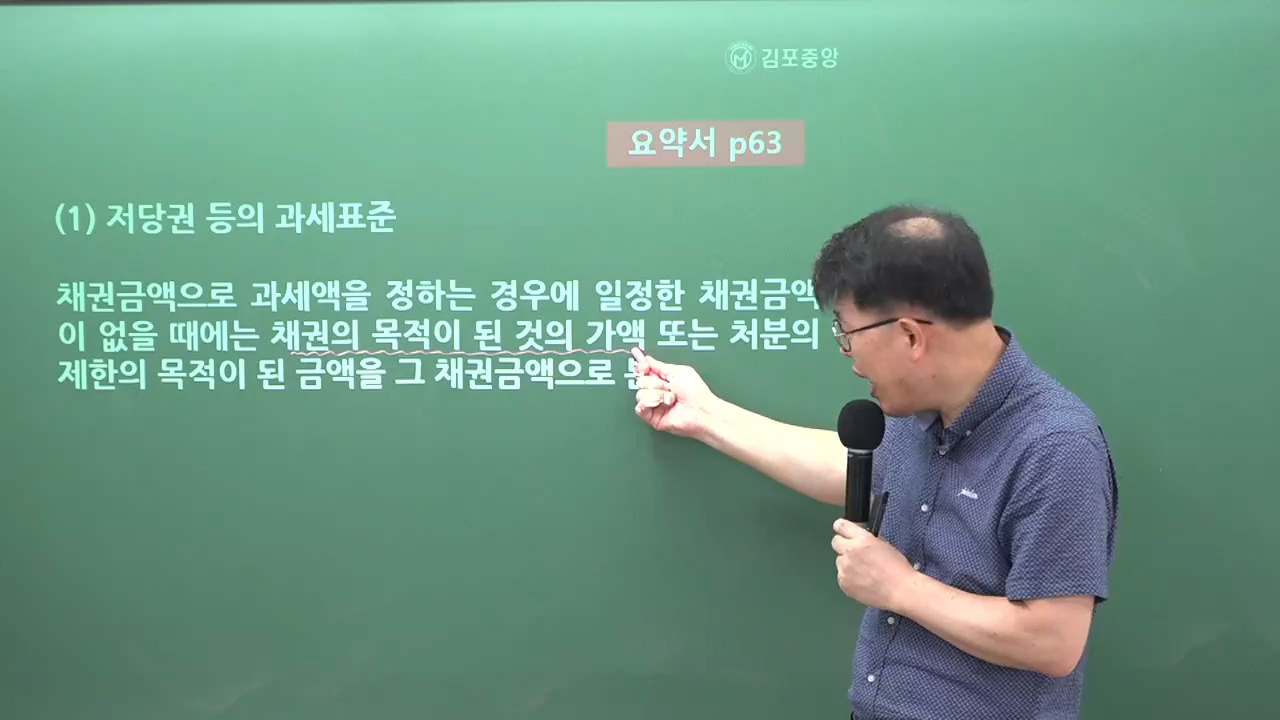 김포중앙
요약서 p63
(1) 저당권 등의 과세표준
채권금액으로 과세액을 정하는 경우에 일정한 채권금액
이 없을 때에는 채권의 목적이 된 것의 가액 또는 처분의
제한의 목적이 된 금액을 그 채권금액으로